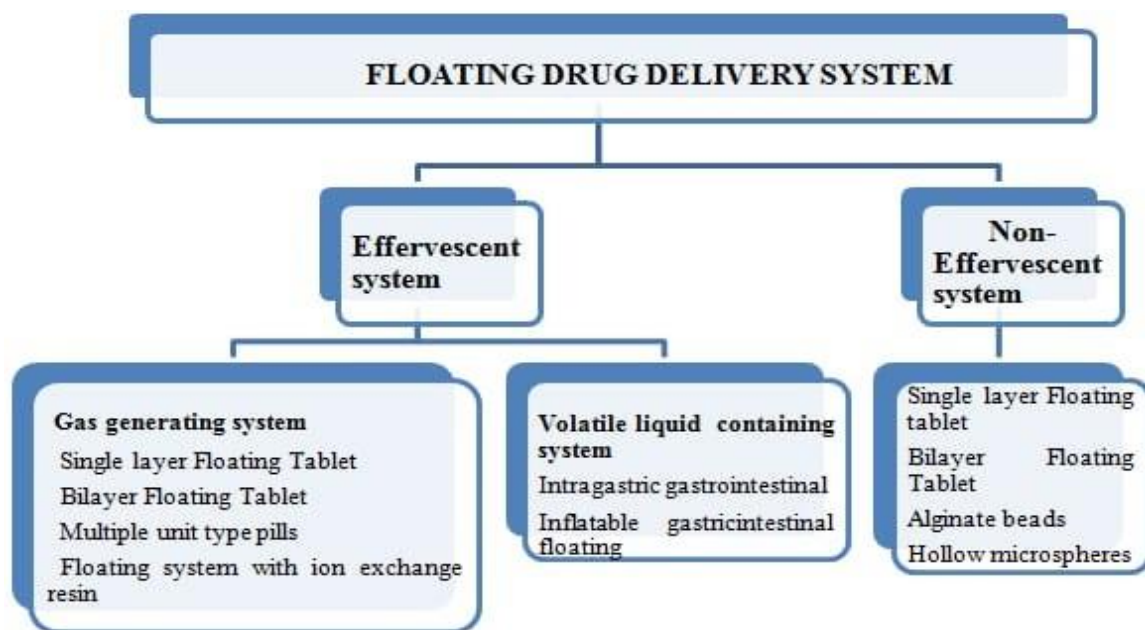 FLOATING DRUG DELIVERY SYSTEM
Effervescent
system
Non-
Effervescent
system
Gas generating system
Single layer Floating Tablet
Bilayer Floating Tablet
Multiple unit type pills
Floating system with ion exchange
resin
Volatile liquid containing
system
Intragastric gastrointestinal
Inflatable gastricintestinal
floating
Single layer Floating
tablet
Bilayer Floating
Tablet
Alginate beads
Hollow microspheres